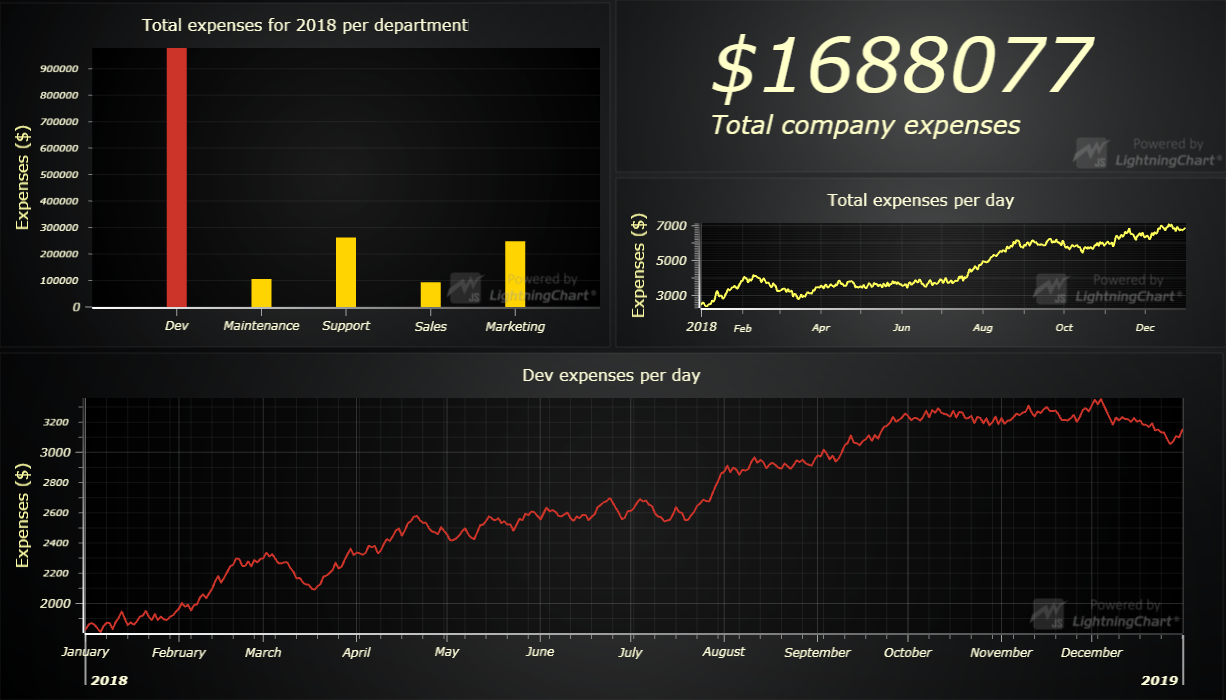 Total expenses for 2018 per department
Expenses ($)
900000
800000
700000
600000
500000
400000
300000
200000
100000
0
Dev Maintenance Support Sales Marketing
Powered by
JS LightningChart®
$1688077
Total company expenses
Powered by
JS LightningChart®
Total expenses per day
Expenses ($)
7000
5000
3000
2018 Feb Apr Jun Aug Oct Dec
Powered by
JS LightningChart®
Dev expenses per day
Expenses ($)
3200
3000
2800
2600
2400
2200
2000
Powered by
JS LightningChart®
January February March April May June July August September October November December
2018 2019